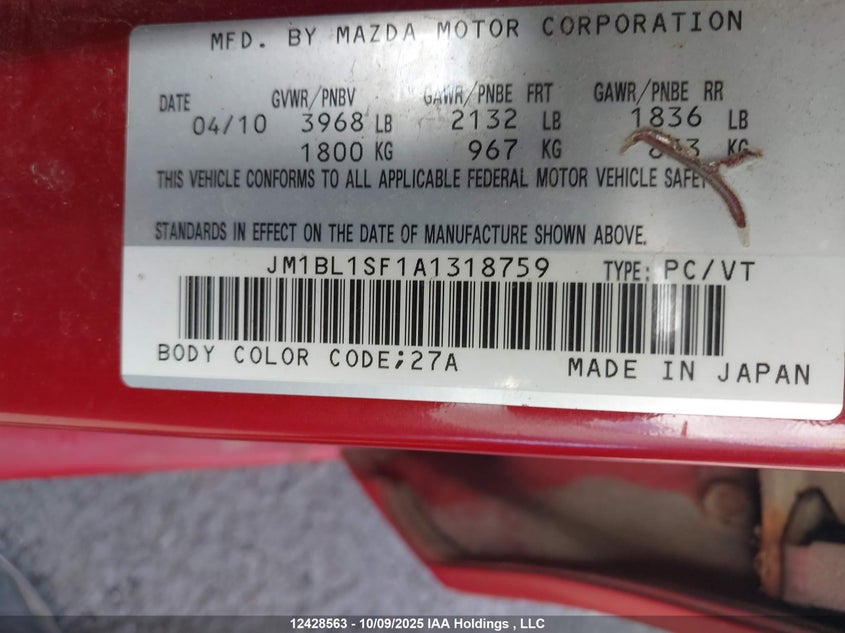 MFD. BY MAZDA MOTOR CORPORATION
DATE GVWR/PNBV GAWR/PNBE FRT GAWR/PNBE RR
04/10 3968 LB 2132 LB 1836 LB
1800 KG 967 KG KG
THIS VEHICLE CONFORMS TO ALL APPLICABLE FEDERAL MOTOR VEHICLE
STANDARDS IN EFFECT ON THE DATE OF MANUFACTURE SHOWN ABOVE.
JM1BL1SF1A1318759 TYPE: PC/VT
BODY COLOR CODE;27A MADE IN JAPAN
12428563 - 10/09/2025 IAA Holdings , LLC